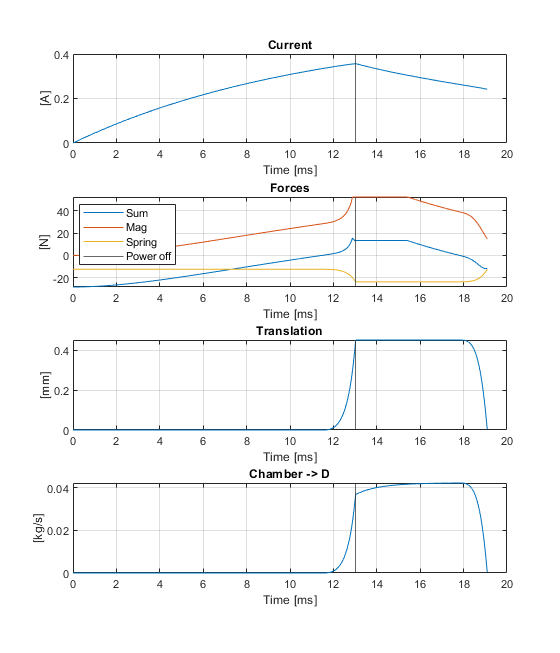 Current
0.4
0.2
0
[A]
0 2 4 6 8 10 12 14 16 18 20
Time [ms]
Forces
40
20
0
-20
[N]
Sum
Mag
Spring
Power off
0 2 4 6 8 10 12 14 16 18 20
Time [ms]
Translation
0.4
0.2
0
[mm]
0 2 4 6 8 10 12 14 16 18 20
Time [ms]
Chamber -> D
0.04
0.02
0
[kg/s]
0 2 4 6 8 10 12 14 16 18 20
Time [ms]